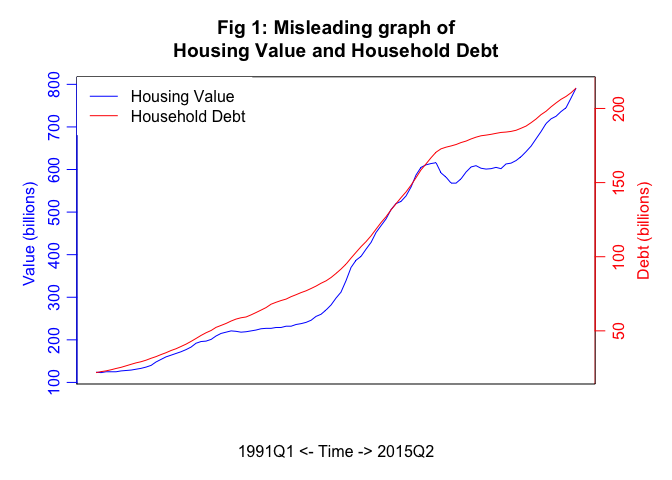 Fig 1: Misleading graph of
Housing Value and Household Debt
Housing Value
Household Debt
Value (billions)
800
700
600
500
400
300
200
100
Debt (billions)
200
150
100
50
1991Q1 <- Time -> 2015Q2